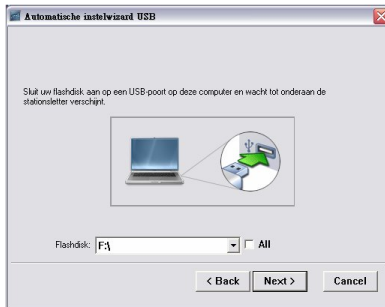 Automatische instelwizard USB
Sluit uw flashdisk aan op een USB-poort op deze computer en wacht tot onderaan de
stationsletter verschijnt.
Flashdisk: F:\ All
< Back Next > Cancel